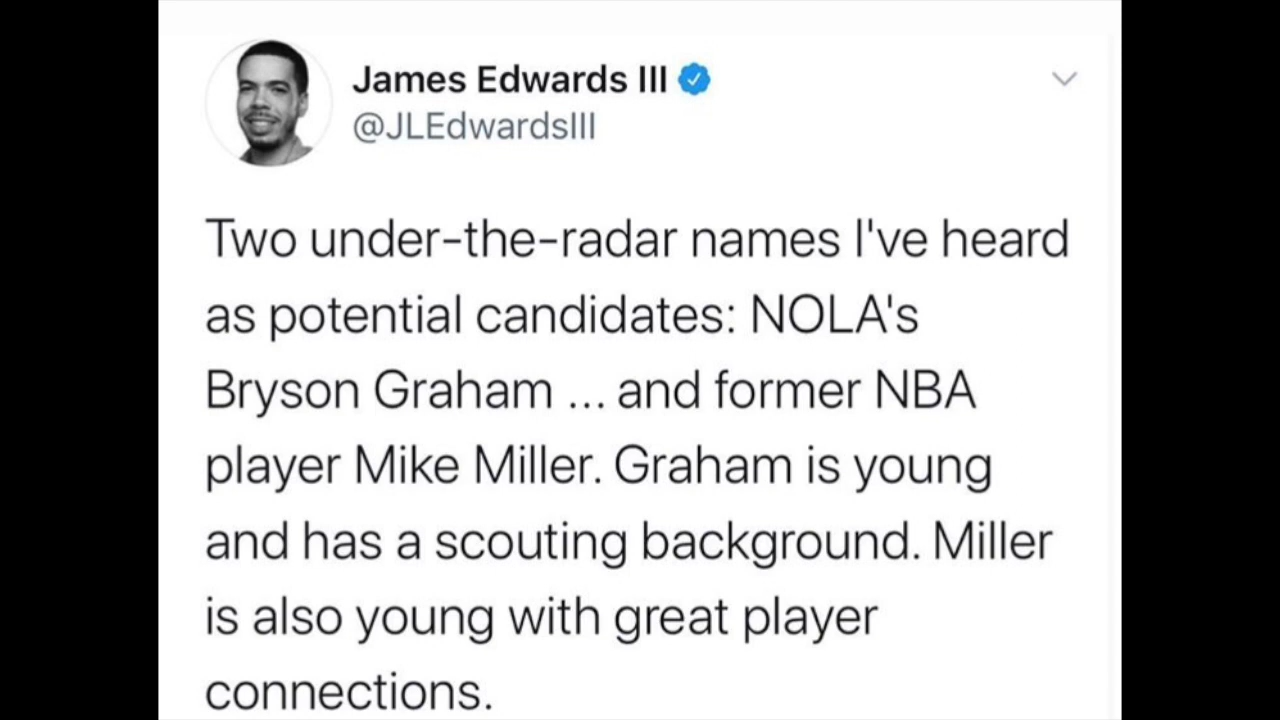 James Edwards III
@JLEdwardsIII
Two under-the-radar names I've heard
as potential candidates: NOLA's
Bryson Graham ... and former NBA
player Mike Miller. Graham is young
and has a scouting background. Miller
is also young with great player
connections.